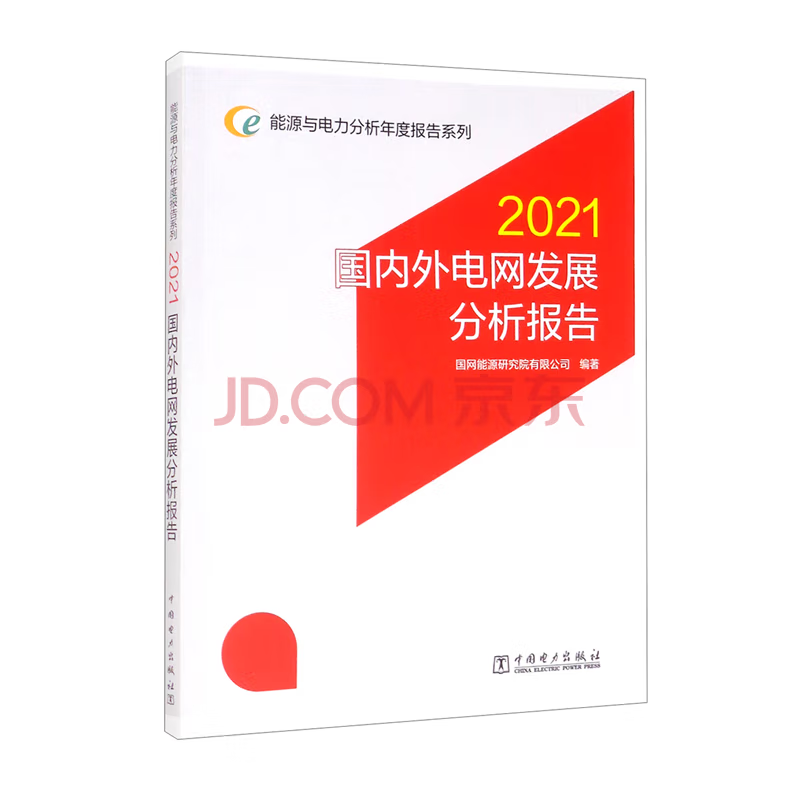 能源与电力分析年度报告系列
2021
国内外电网发展
分析报告
国网能源研究院有限公司 编著
JD.COM 京东
中国电力出版社
CHINA ELECTRIC POWER PRESS
能源与电力分析年度报告系列
2021 国内外电网发展分析报告
中国电力出版社